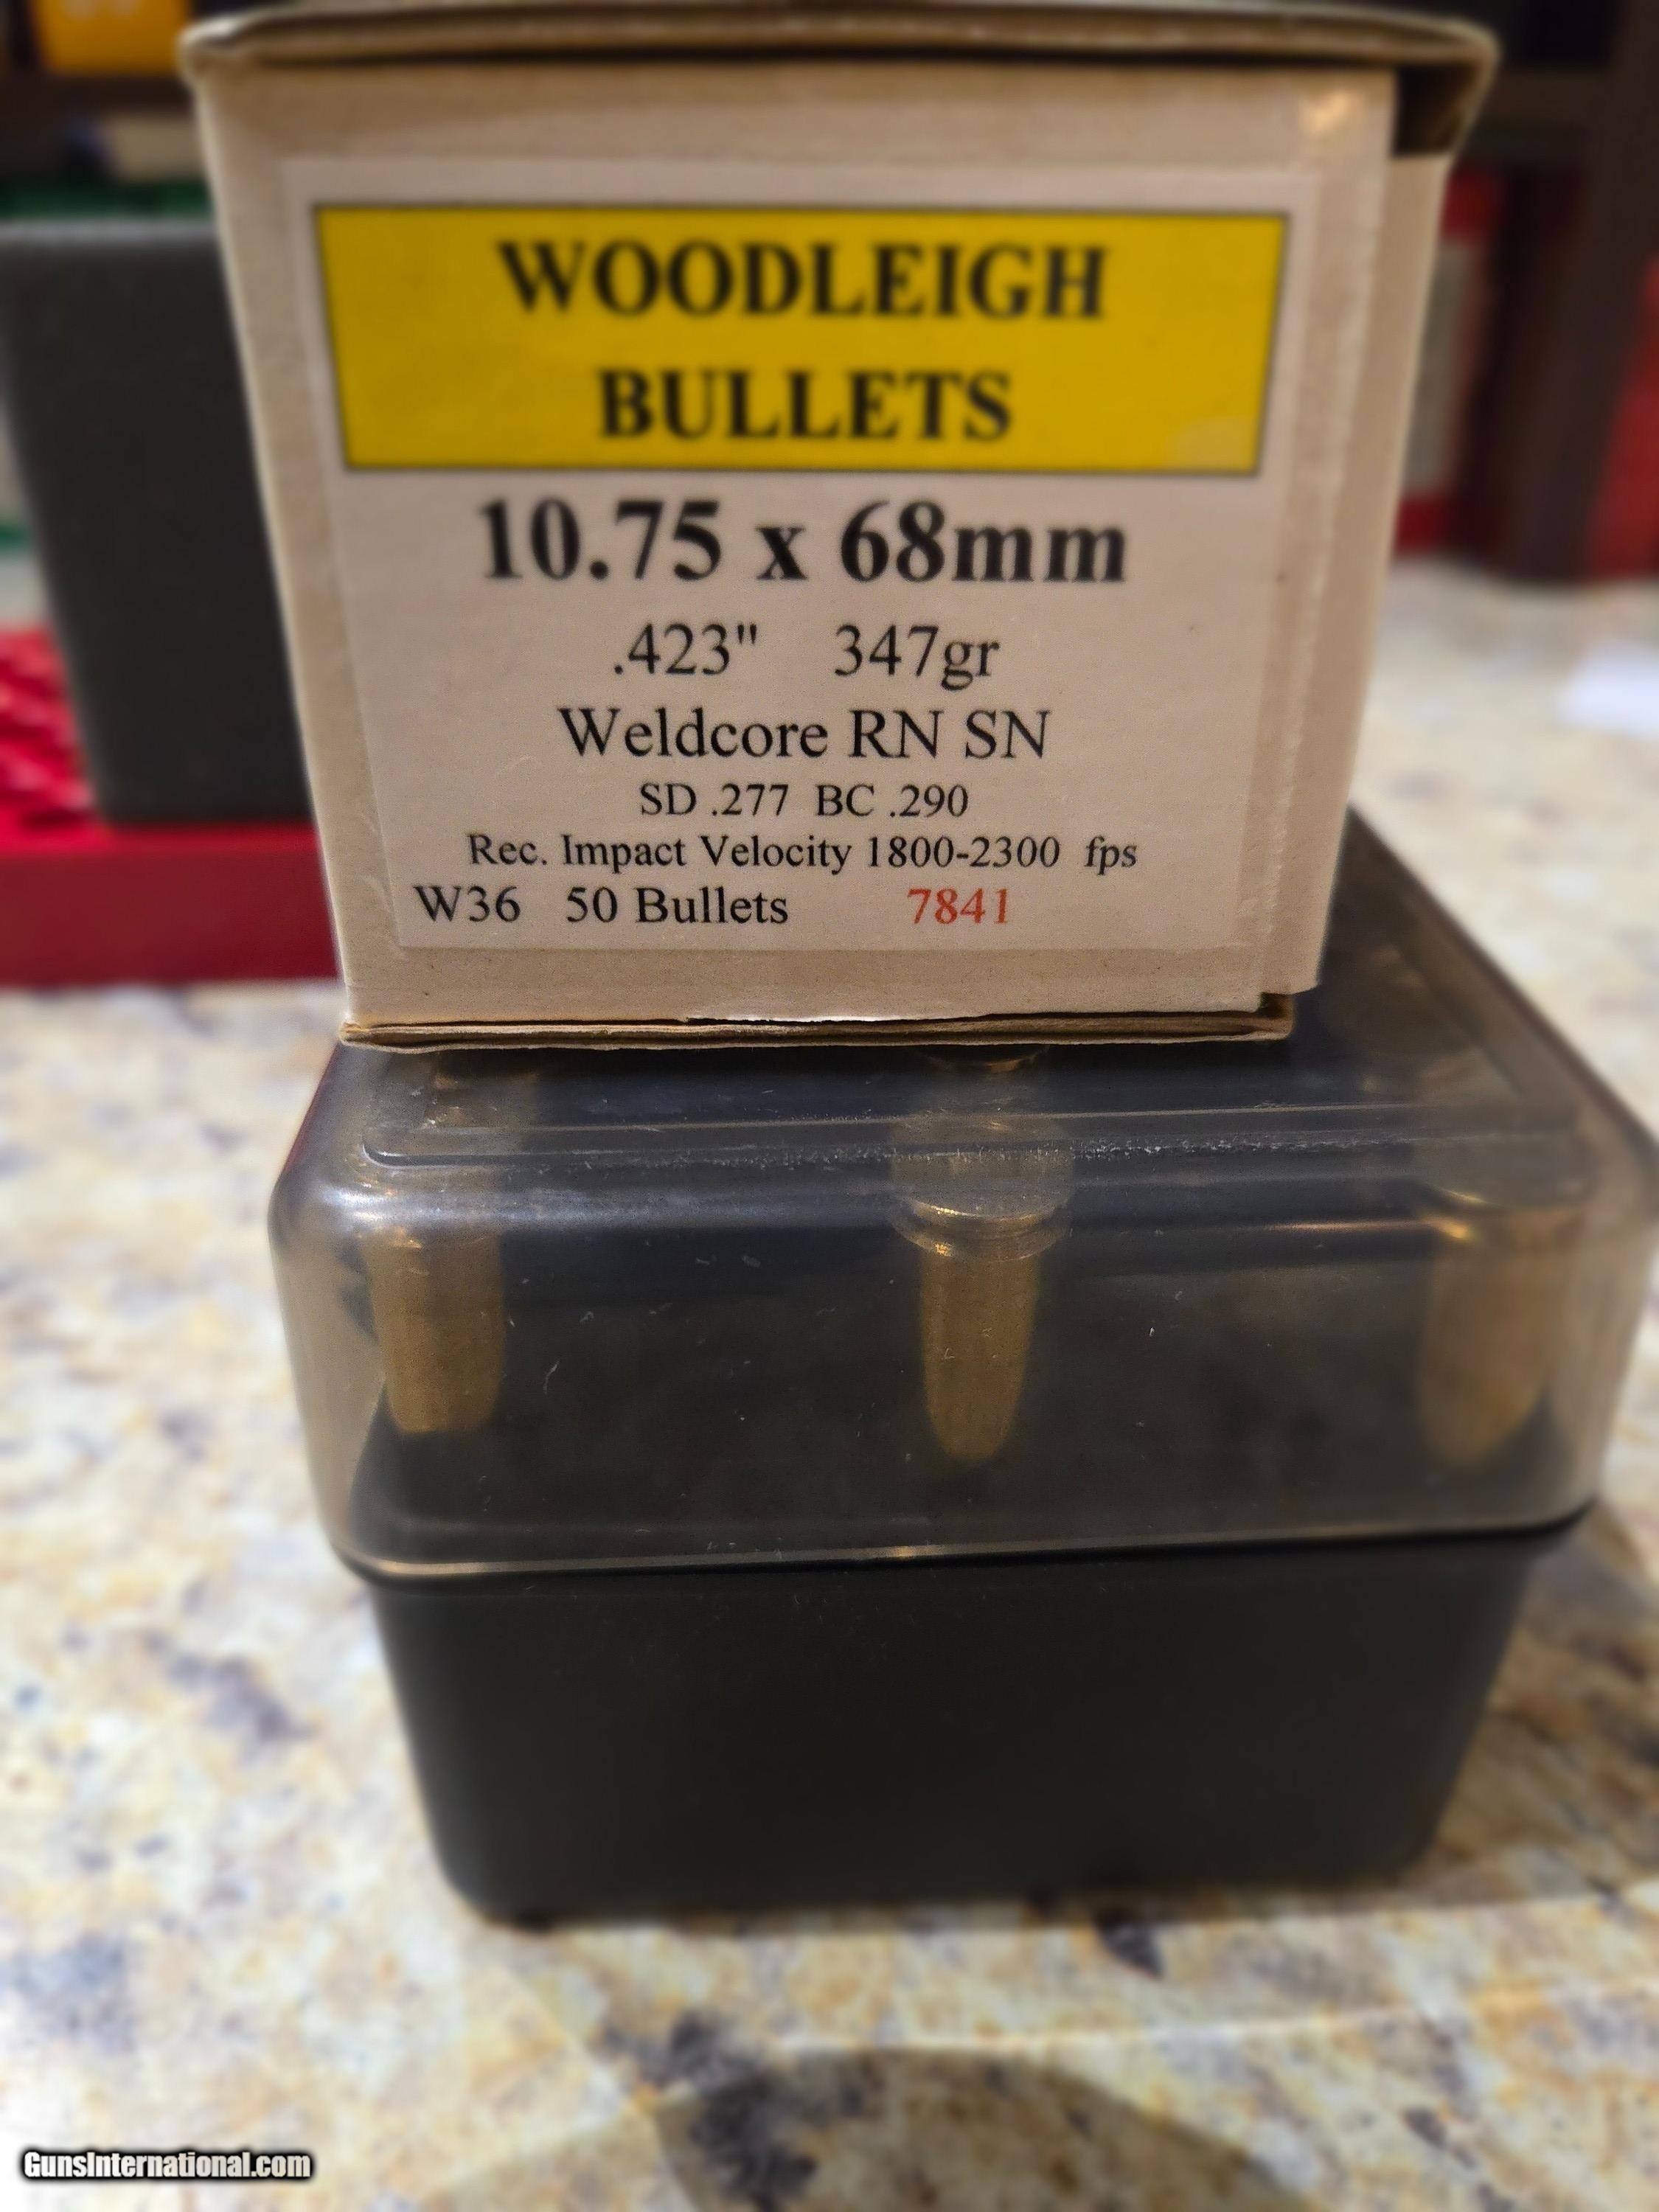 WOODLEIGH
BULLETS
10.75 x 68mm
.423" 347gr
Weldcore RN SN
SD .277 BC .290
Rec. Impact Velocity 1800-2300 fps
W36 50 Bullets 7841
GunsInternational.com